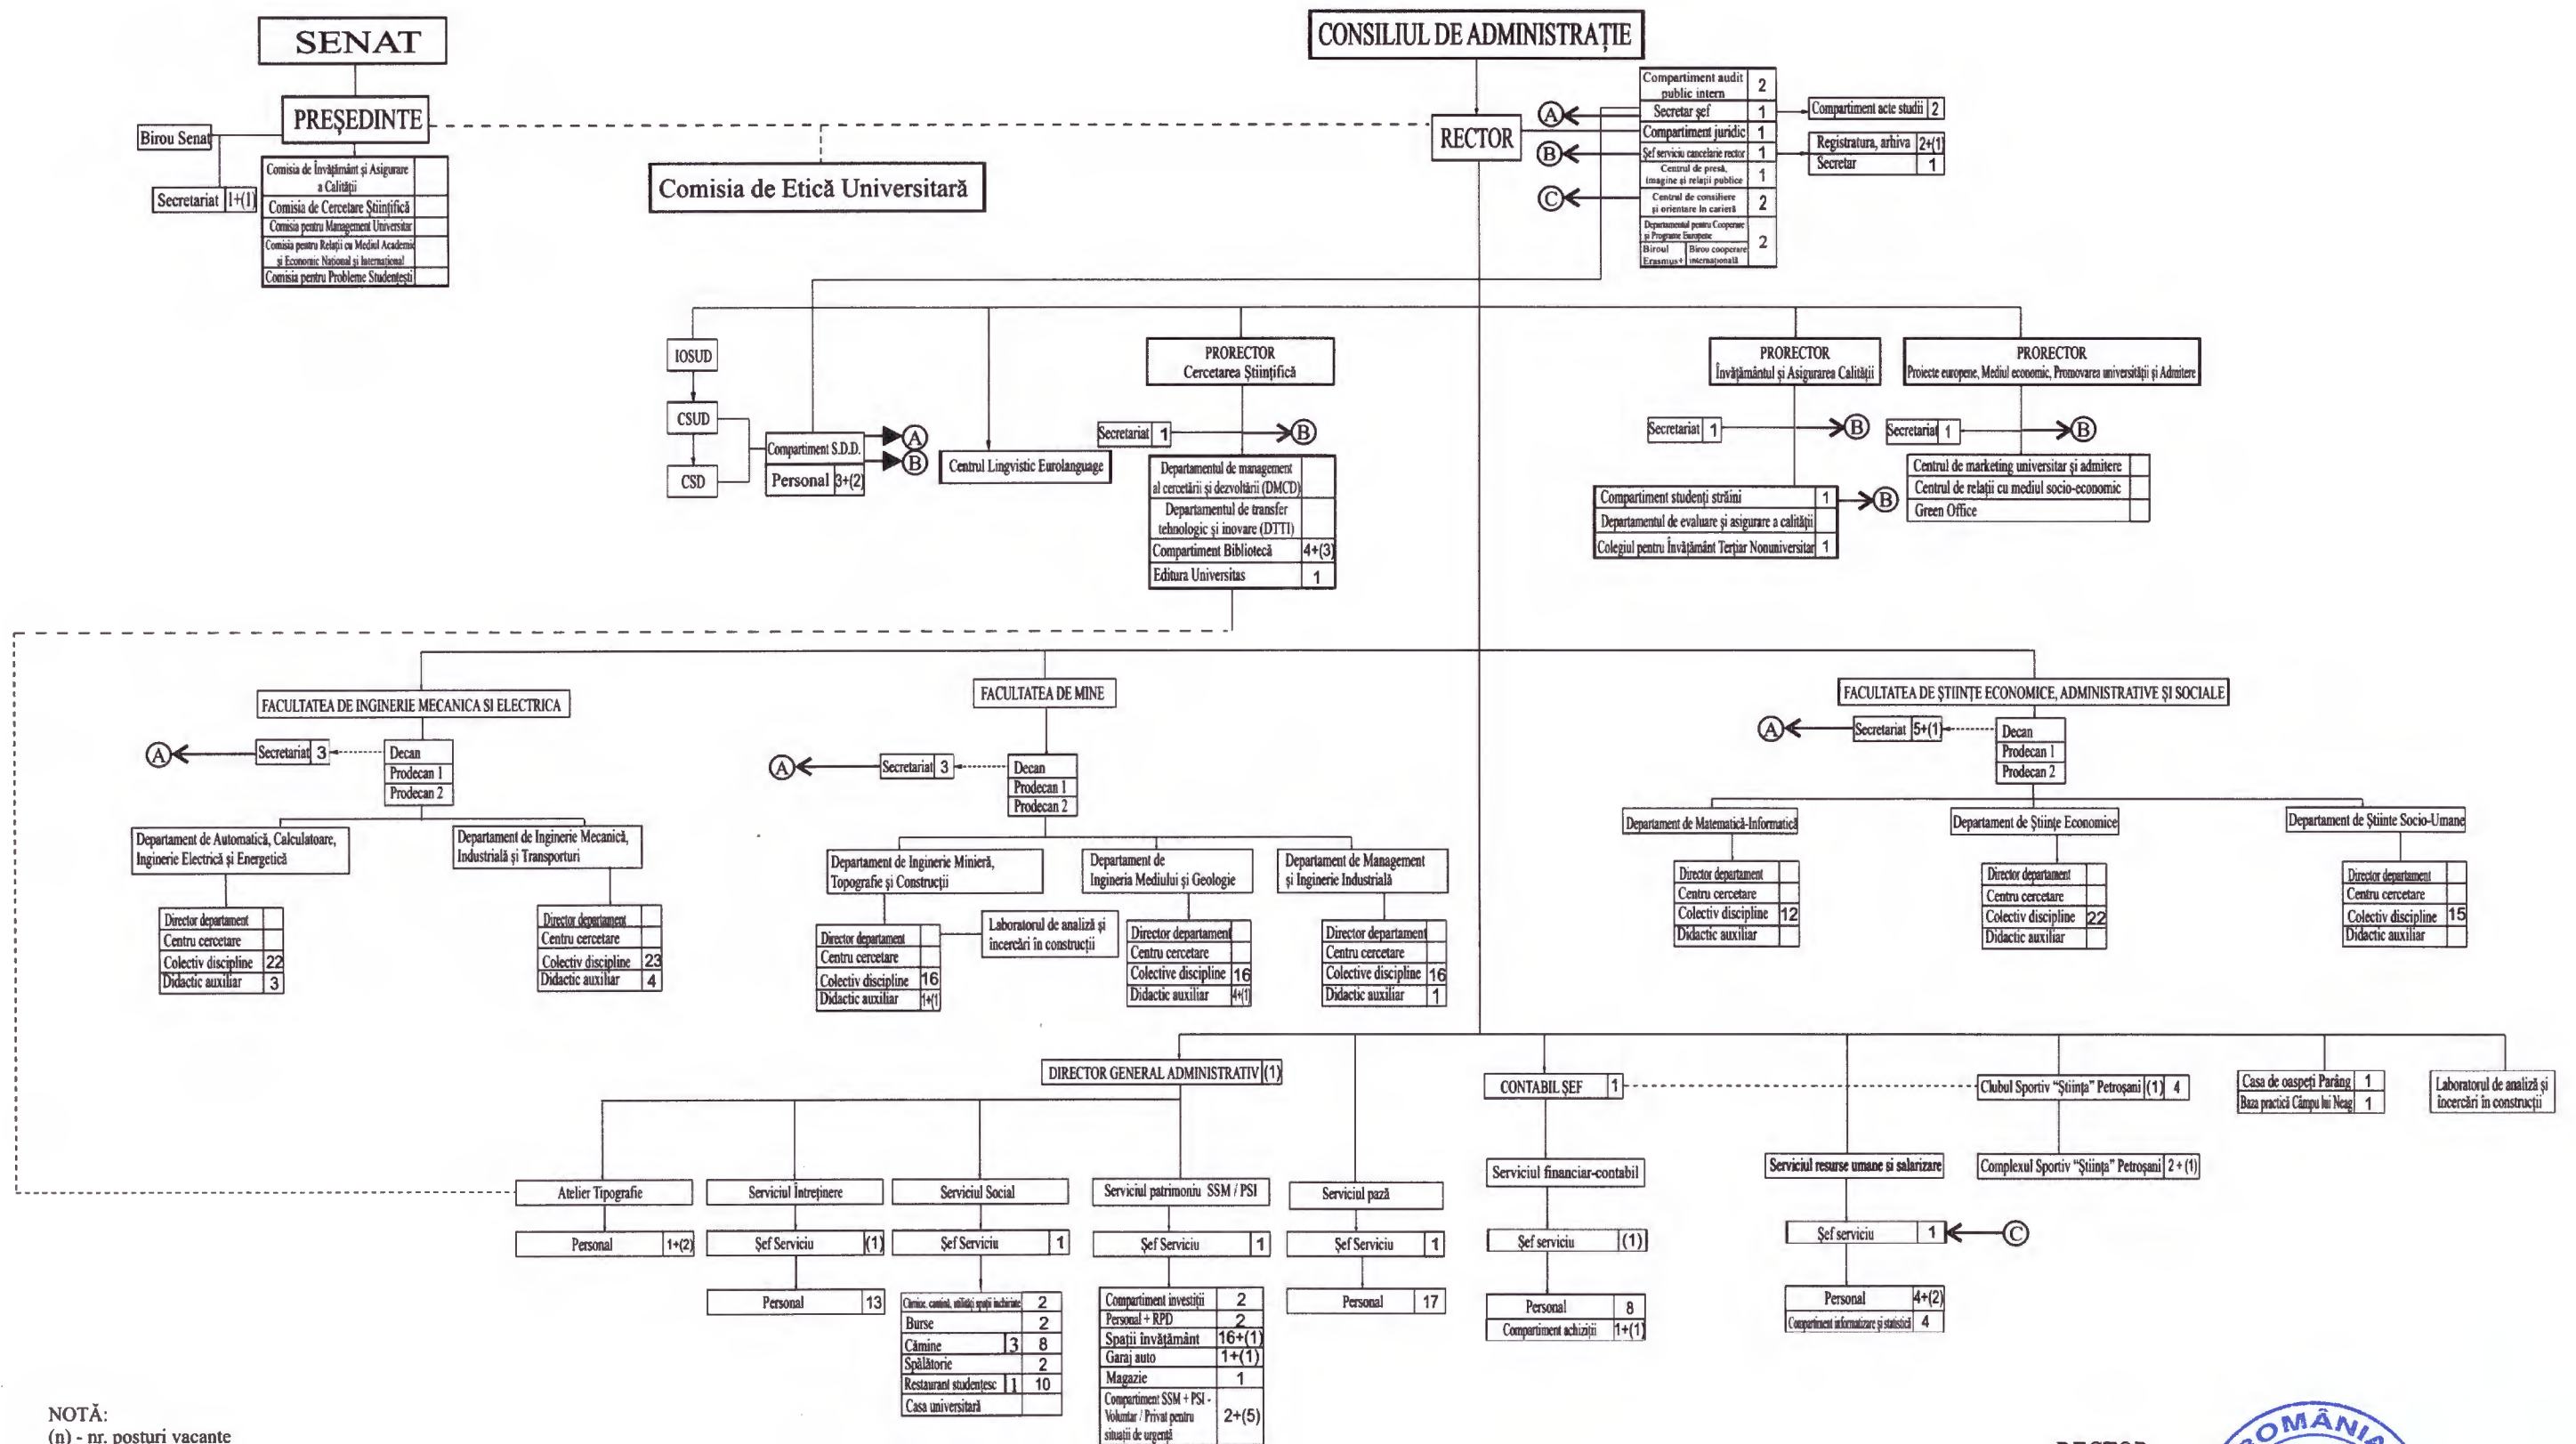 SENAT
PREȘEDINTE
Birou Senat
Secretariat 1+(1)
Comisia de Învățământ și Asigurare
a Calității
Comisia de Cercetare Științifică
Comisia pentru Management Universitar
Comisia pentru Relații cu Mediul Academic
și Economic Național și Internațional
Comisia pentru Probleme Studențești
Comisia de Etică Universitară
CONSILIUL DE ADMINISTRAȚIE
RECTOR
A
B
C
Compartiment audit
public intern 2
Secretar șef 1
Compartiment juridic 1
Șef serviciu cancelarie rector 1
Centrul de presă,
imagine și relații publice 1
Centrul de consiliere
și orientare în carieră 2
Departamentul pentru Cooperare
și Programe Europene 2
Biroul
Erasmus+
Birou cooperare
internațională
Compartiment acte studii 2
Registratura, arhiva 2+(1)
Secretar 1
IOSUD
CSUD
CSD
Compartiment S.D.D.
Personal 3+(2)
A
B
Centrul Lingvistic Eurolanguage
PRORECTOR
Cercetarea Științifică
Secretariat 1
B
Departamentul de management
al cercetării și dezvoltării (DMCD)
Departamentul de transfer
tehnologic și inovare (DTTI)
Compartiment Bibliotecă 4+(3)
Editura Universitas 1
PRORECTOR
Învățământul și Asigurarea Calității
Secretariat 1
B
Compartiment studenți străini 1
B
Departamentul de evaluare și asigurare a calității
Colegiul pentru Învățământ Terțiar Nonuniversitar 1
PRORECTOR
Proiecte europene, Mediul economic, Promovarea universității și Admitere
Secretariat 1
B
Centrul de marketing universitar și admitere
Centrul de relații cu mediul socio-economic
Green Office
FACULTATEA DE INGINERIE MECANICA SI ELECTRICA
A
Secretariat 3
Decan
Prodecan 1
Prodecan 2
Departament de Automatică, Calculatoare,
Inginerie Electrică și Energetică
Director departament
Centru cercetare
Colectiv discipline 22
Didactic auxiliar 3
Departament de Inginerie Mecanică,
Industrială și Transporturi
Director departament
Centru cercetare
Colectiv discipline 23
Didactic auxiliar 4
FACULTATEA DE MINE
A
Secretariat 3
Decan
Prodecan 1
Prodecan 2
Departament de Inginerie Minieră,
Topografie și Construcții
Director departament
Centru cercetare
Colectiv discipline 16
Didactic auxiliar 1+(1)
Laboratorul de analiză și
încercări în construcții
Departament de
Ingineria Mediului și Geologie
Director departament
Centru cercetare
Colective discipline 16
Didactic auxiliar 4+(1)
Departament de Management
și Inginerie Industrială
Director departament
Centru cercetare
Colective discipline 16
Didactic auxiliar 1
FACULTATEA DE ȘTIINȚE ECONOMICE, ADMINISTRATIVE ȘI SOCIALE
A
Secretariat 5+(1)
Decan
Prodecan 1
Prodecan 2
Departament de Matematică-Informatică
Director departament
Centru cercetare
Colectiv discipline 12
Didactic auxiliar
Departament de Științe Economice
Director departament
Centru cercetare
Colectiv discipline 22
Didactic auxiliar
Departament de Stiinte Socio-Umane
Director departament
Centru cercetare
Colectiv discipline 15
Didactic auxiliar
DIRECTOR GENERAL ADMINISTRATIV (1)
CONTABIL ȘEF 1
Clubul Sportiv “Știința” Petroșani (1) 4
Casa de oaspeți Parâng 1
Baza practică Câmpu lui Neag 1
Laboratorul de analiză și
încercări în construcții
Atelier Tipografie
Personal 1+(2)
Serviciul Întreținere
Șef Serviciu (1)
Personal 13
Serviciul Social
Șef Serviciu 1
Cămine, cantină, utilități spații închiriate 2
Burse 2
Cămine 3 8
Spălătorie 2
Restaurant studențesc 1 10
Casa universitară
Serviciul patrimoniu SSM / PSI
Șef Serviciu 1
Compartiment investiții 2
Personal + RPD 2
Spații învățământ 16+(1)
Garaj auto 1+(1)
Magazie 1
Compartiment SSM + PSI -
Voluntar / Privat pentru
situații de urgență 2+(5)
Serviciul pază
Șef Serviciu 1
Personal 17
Serviciul financiar-contabil
Șef serviciu (1)
Personal 8
Compartiment achiziții 1+(1)
Serviciul resurse umane si salarizare
Șef serviciu 1
C
Personal 4+(2)
Compartiment informatizare și statistică 4
Complexul Sportiv “Știința” Petroșani 2 + (1)
NOTĂ:
(n) - nr. posturi vacante
RECTOR
ROMÂNIA